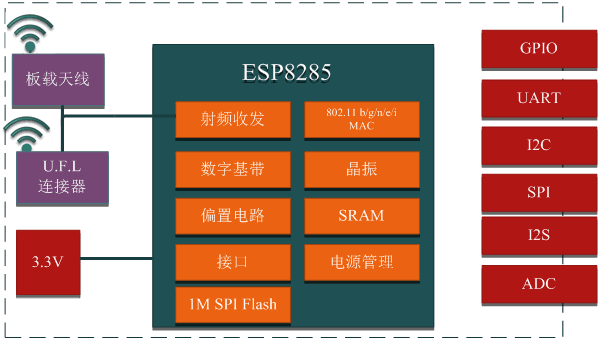 板载天线
U.F.L
连接器
3.3V
ESP8285
射频收发
802.11 b/g/n/e/i
MAC
数字基带
晶振
偏置电路
SRAM
接口
电源管理
1M SPI Flash
GPIO
UART
I2C
SPI
I2S
ADC